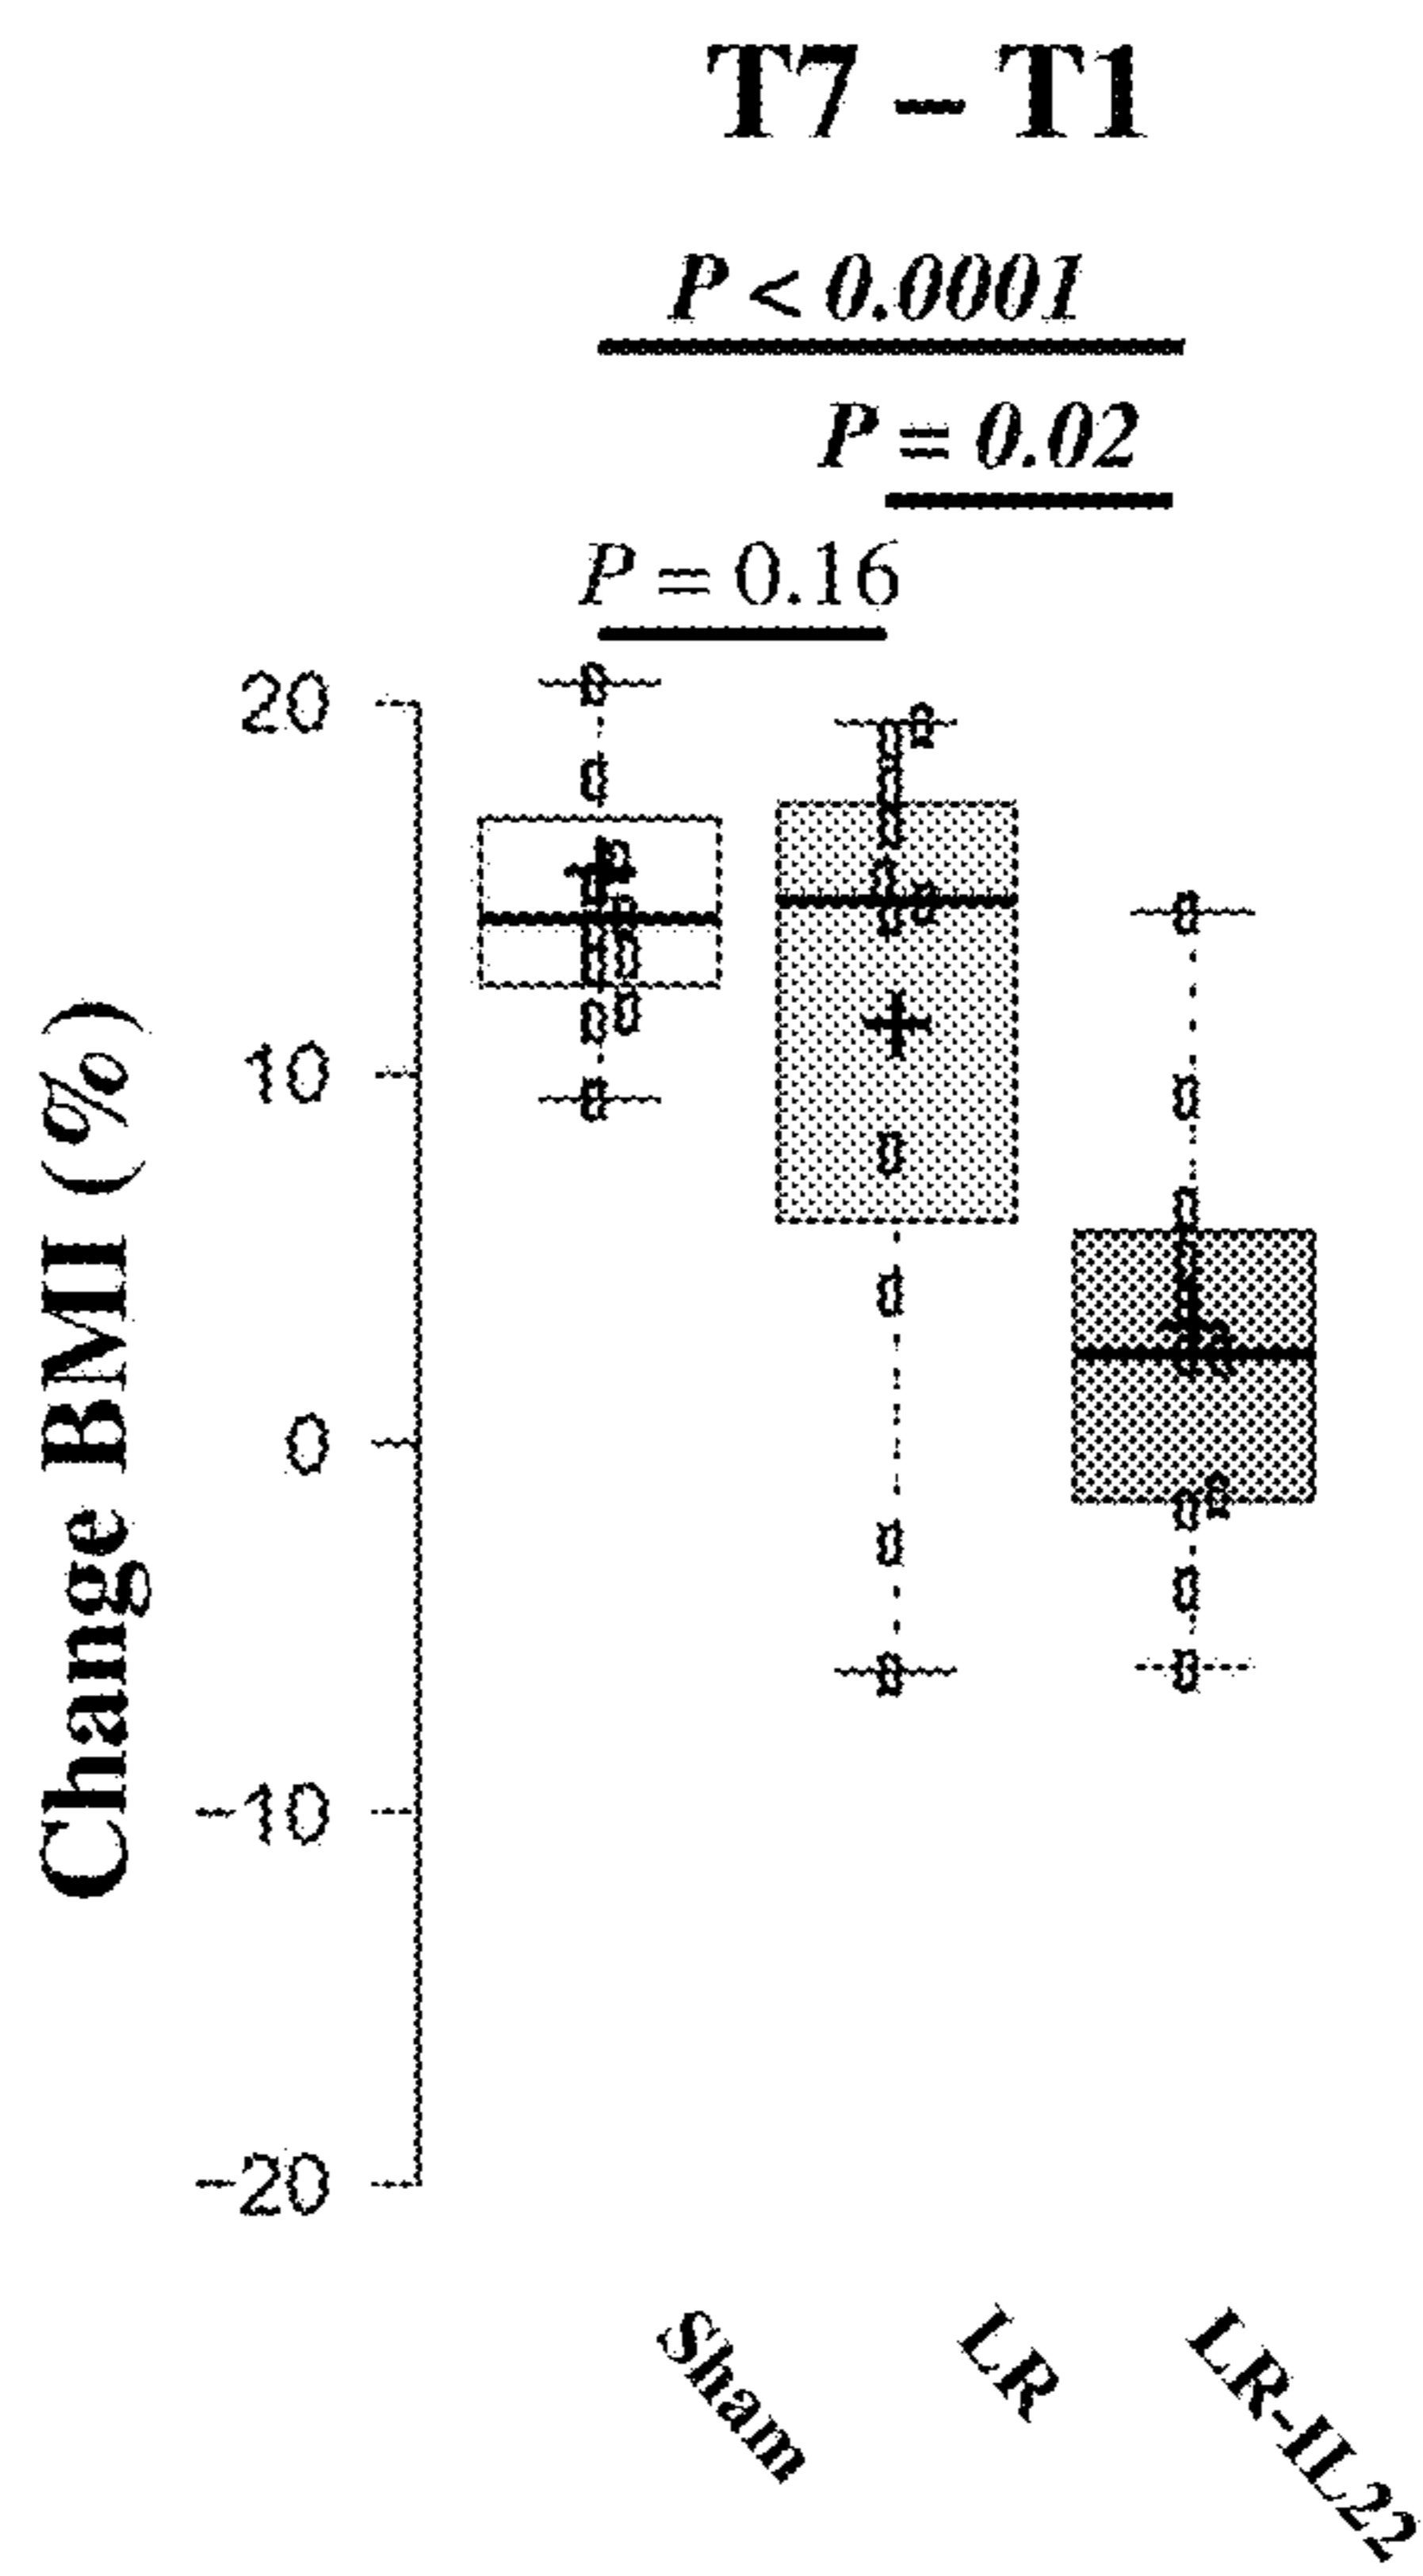 T7 – T1
P < 0.0001
P = 0.02
P = 0.16
20
10
0
-10
-20
Change BMI (%)
Sham
LR
LR-IL22